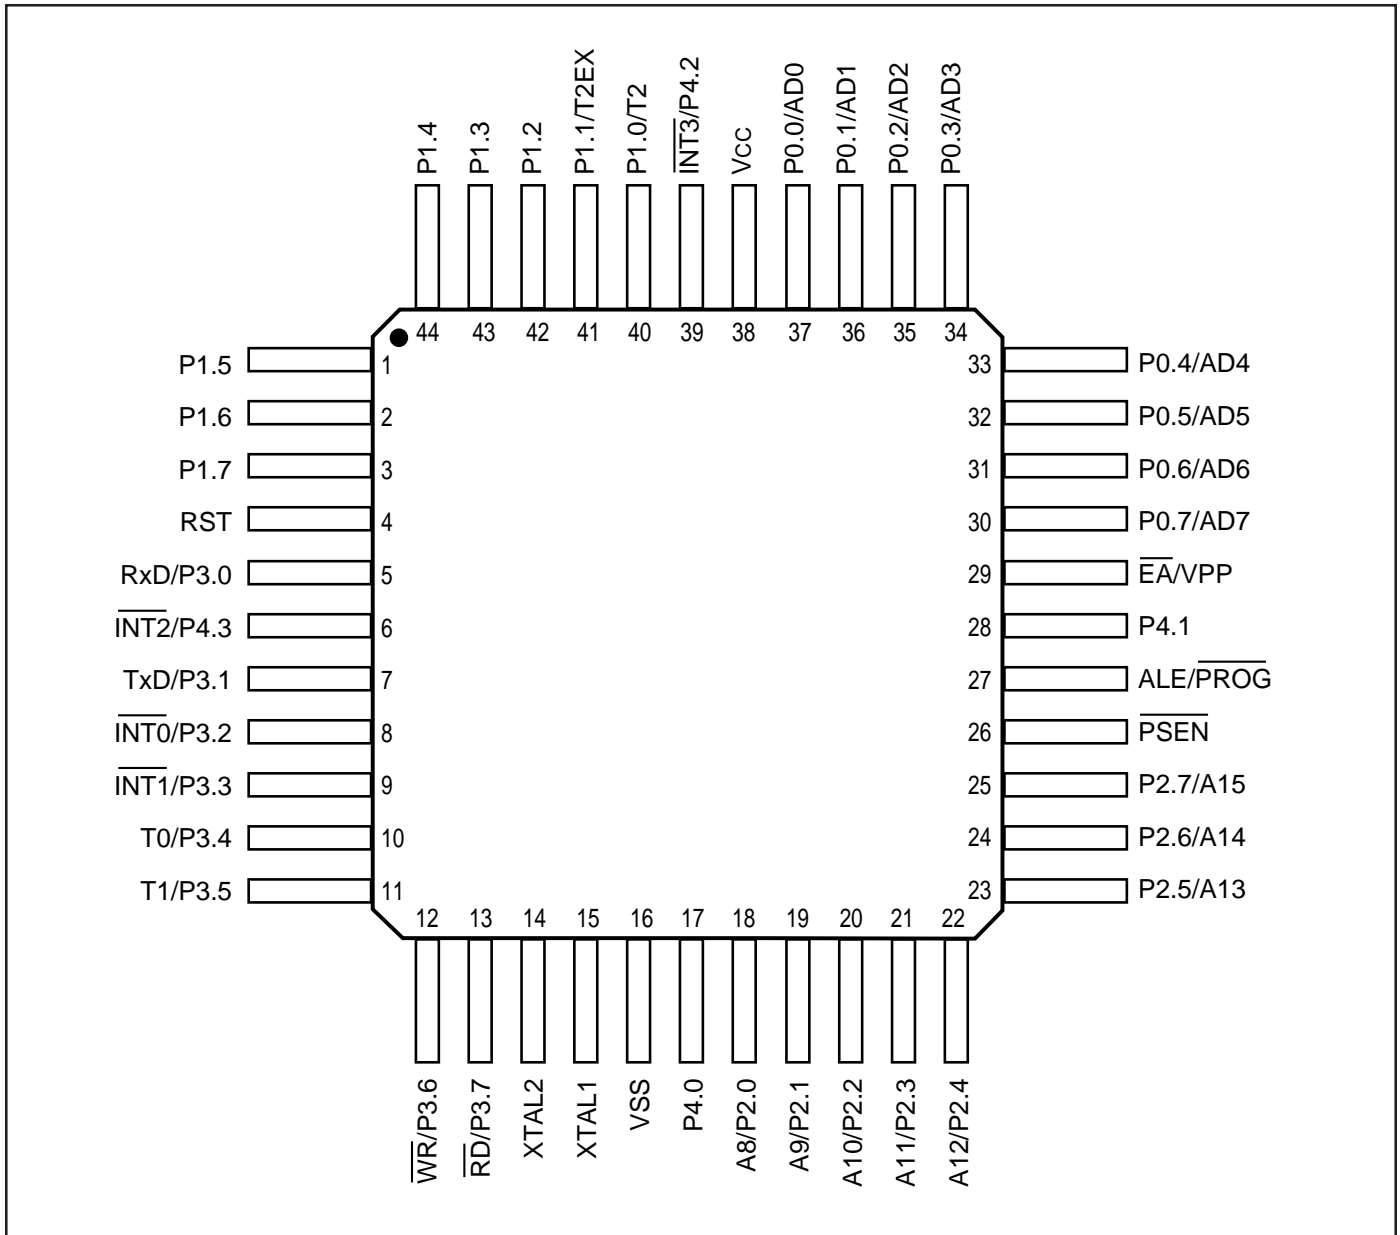 P1.4
P1.3
P1.2
P1.1/T2EX
P1.0/T2
INT3/P4.2
VCC
P0.0/AD0
P0.1/AD1
P0.2/AD2
P0.3/AD3
44 43 42 41 40 39 38 37 36 35 34
P1.5 1 33 P0.4/AD4
P1.6 2 32 P0.5/AD5
P1.7 3 31 P0.6/AD6
RST 4 30 P0.7/AD7
RxD/P3.0 5 29 EA/VPP
INT2/P4.3 6 28 P4.1
TxD/P3.1 7 27 ALE/PROG
INT0/P3.2 8 26 PSEN
INT1/P3.3 9 25 P2.7/A15
T0/P3.4 10 24 P2.6/A14
T1/P3.5 11 23 P2.5/A13
12 13 14 15 16 17 18 19 20 21 22
WR/P3.6
RD/P3.7
XTAL2
XTAL1
VSS
P4.0
A8/P2.0
A9/P2.1
A10/P2.2
A11/P2.3
A12/P2.4